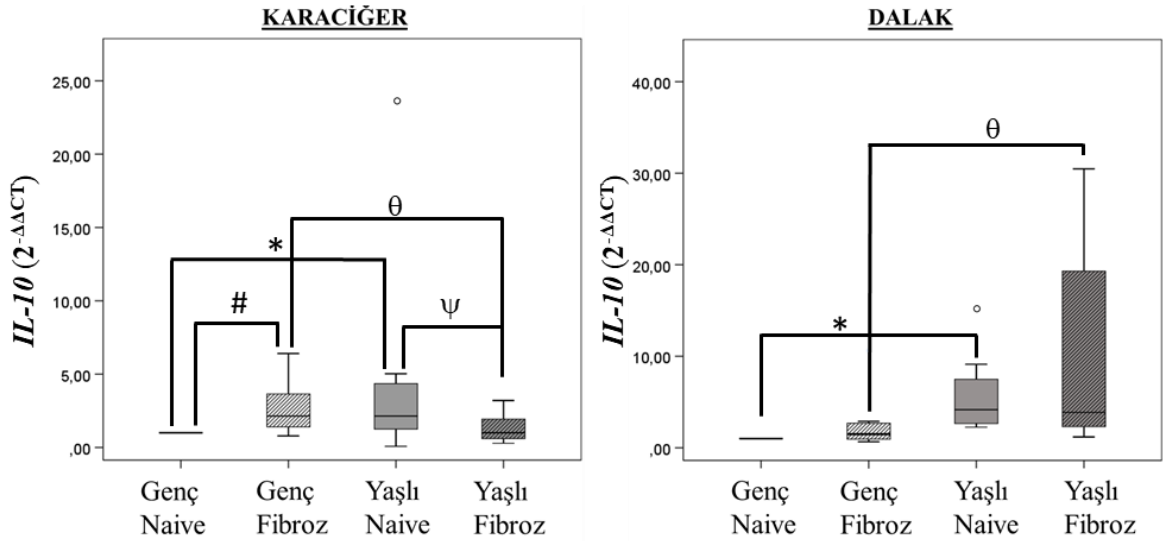 KARACİĞER
IL-10 (2-ΔΔCT)
25,00
20,00
15,00
10,00
5,00
,00
θ
*
#
ψ
Genç Naive
Genç Fibroz
Yaşlı Naive
Yaşlı Fibroz
DALAK
IL-10 (2-ΔΔCT)
40,00
30,00
20,00
10,00
,00
θ
*
Genç Naive
Genç Fibroz
Yaşlı Naive
Yaşlı Fibroz